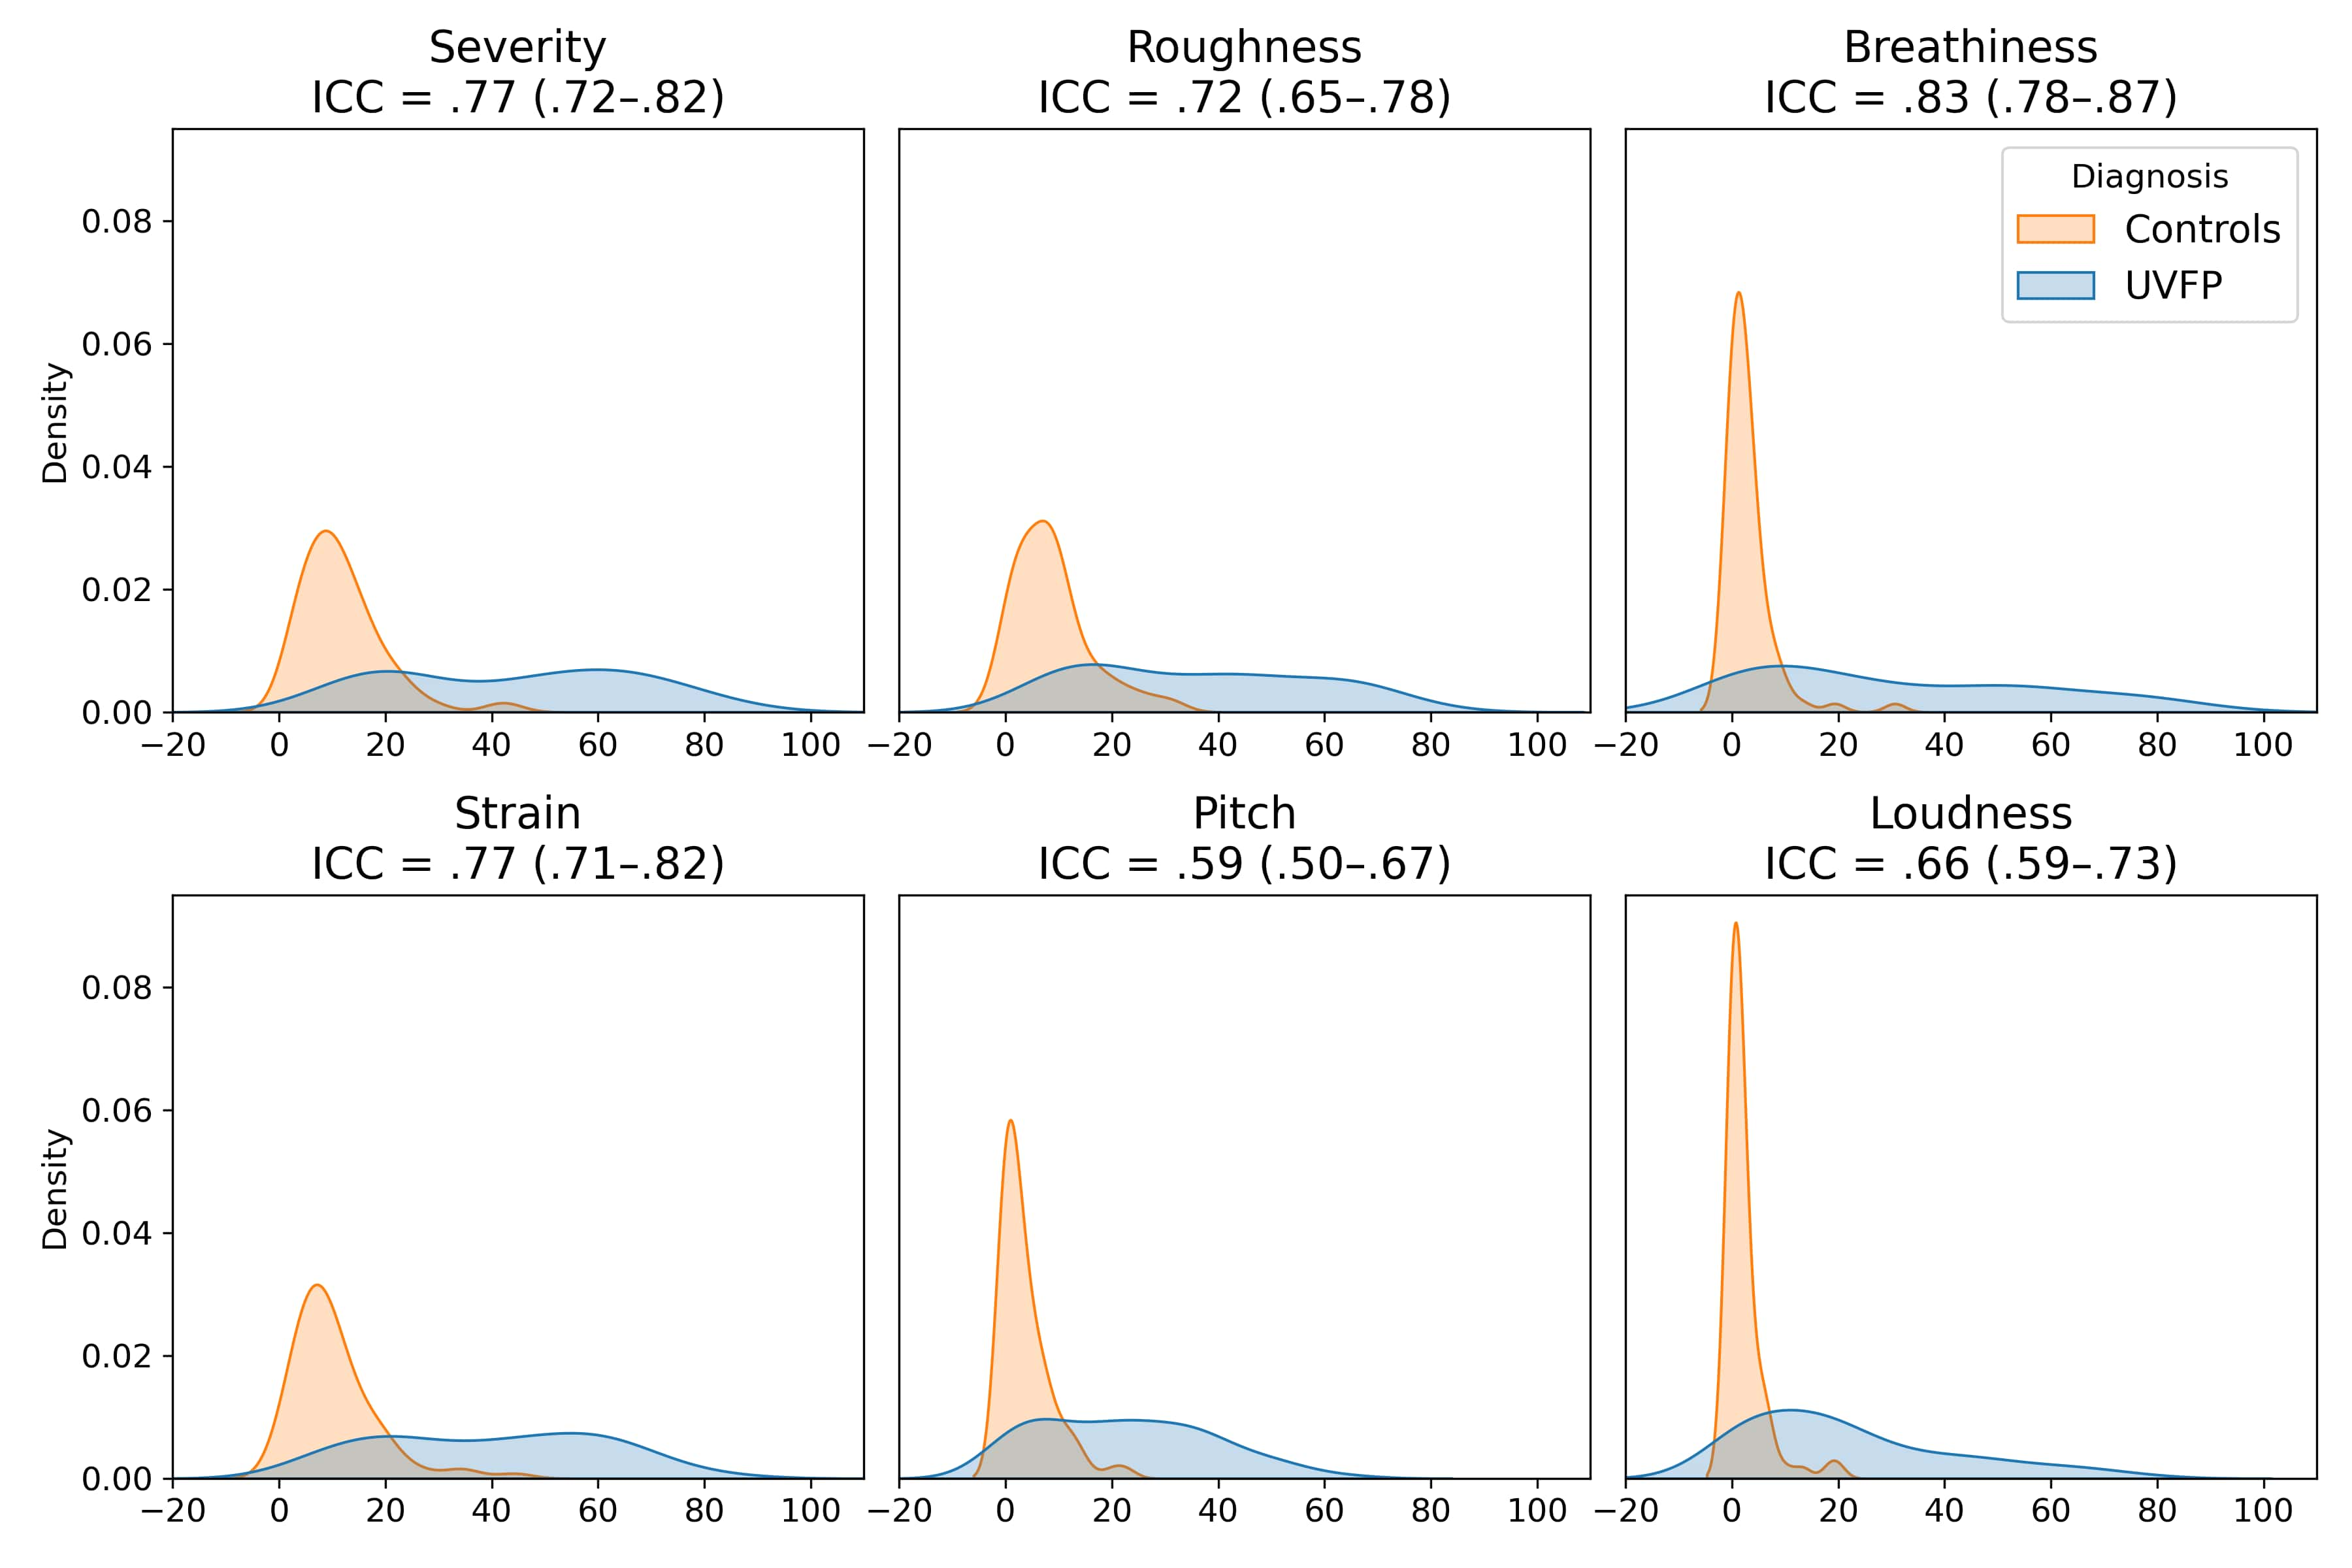 Severity
ICC = .77 (.72–.82)
Roughness
ICC = .72 (.65–.78)
Breathiness
ICC = .83 (.78–.87)
Density
0.08
0.06
0.04
0.02
0.00
−20 0 20 40 60 80 100
−20 0 20 40 60 80 100
−20 0 20 40 60 80 100
Diagnosis
Controls
UVFP
Strain
ICC = .77 (.71–.82)
Pitch
ICC = .59 (.50–.67)
Loudness
ICC = .66 (.59–.73)
Density
0.08
0.06
0.04
0.02
0.00
−20 0 20 40 60 80 100
−20 0 20 40 60 80 100
−20 0 20 40 60 80 100